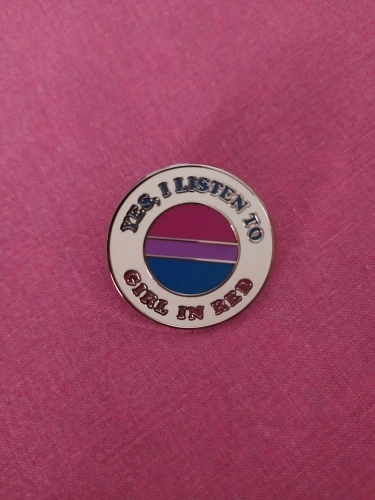 YES, I LISTEN TO
GIRL IN RED